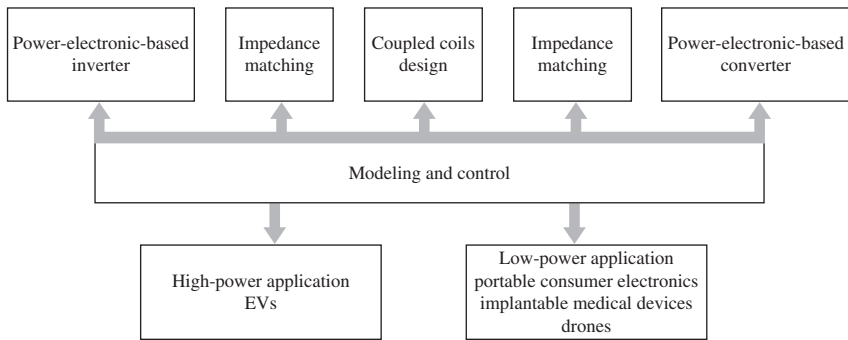 Power-electronic-based
inverter
Impedance
matching
Coupled coils
design
Impedance
matching
Power-electronic-based
converter
Modeling and control
High-power application
EVs
Low-power application
portable consumer electronics
implantable medical devices
drones